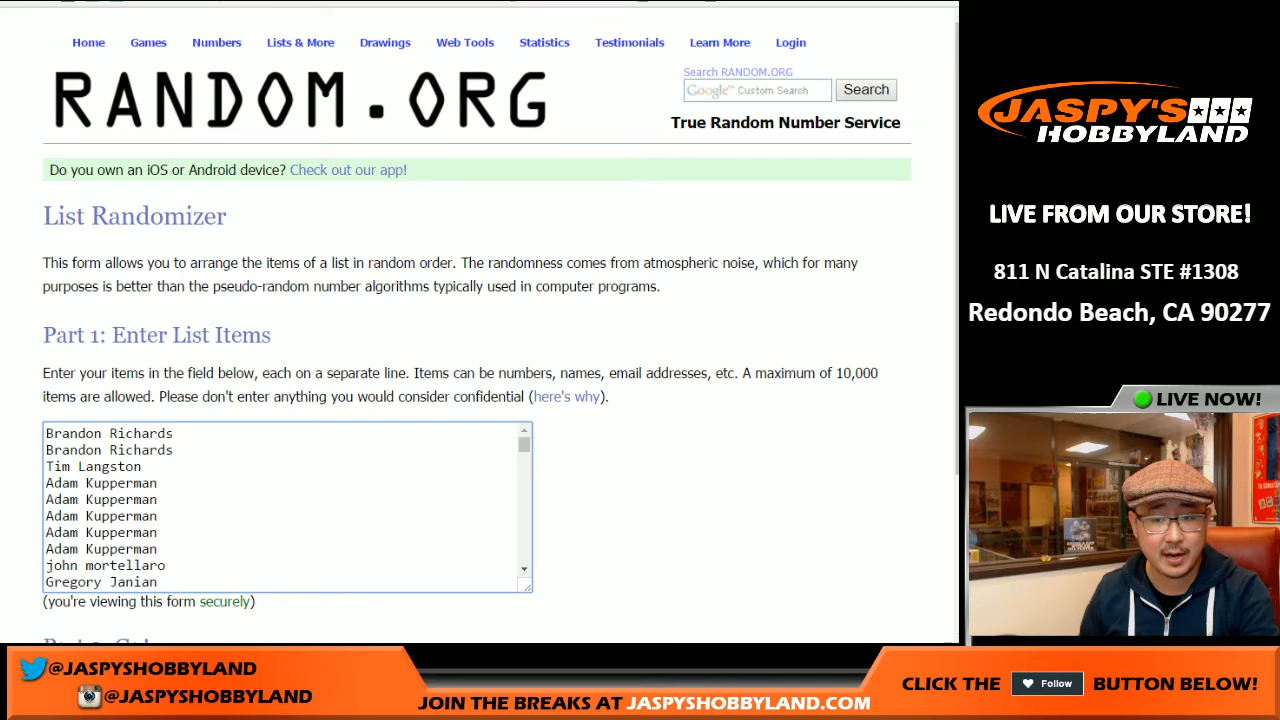 Home Games Numbers Lists & More Drawings Web Tools Statistics Testimonials Learn More Login
RANDOM.ORG
Search RANDOM.ORG
Google™ Custom Search Search
True Random Number Service
Do you own an iOS or Android device? Check out our app!
List Randomizer
This form allows you to arrange the items of a list in random order. The randomness comes from atmospheric noise, which for many
purposes is better than the pseudo-random number algorithms typically used in computer programs.
Part 1: Enter List Items
Enter your items in the field below, each on a separate line. Items can be numbers, names, email addresses, etc. A maximum of 10,000
items are allowed. Please don't enter anything you would consider confidential (here's why).
Brandon Richards
Brandon Richards
Tim Langston
Adam Kupperman
Adam Kupperman
Adam Kupperman
Adam Kupperman
Adam Kupperman
john mortellaro
Gregory Janian
(you're viewing this form securely)
JASPY'S
HOBBYLAND
LIVE FROM OUR STORE!
811 N Catalina STE #1308
Redondo Beach, CA 90277
LIVE NOW!
@JASPYSHOBBYLAND
@JASPYSHOBBYLAND
JOIN THE BREAKS AT JASPYSHOBBYLAND.COM
CLICK THE Follow BUTTON BELOW!